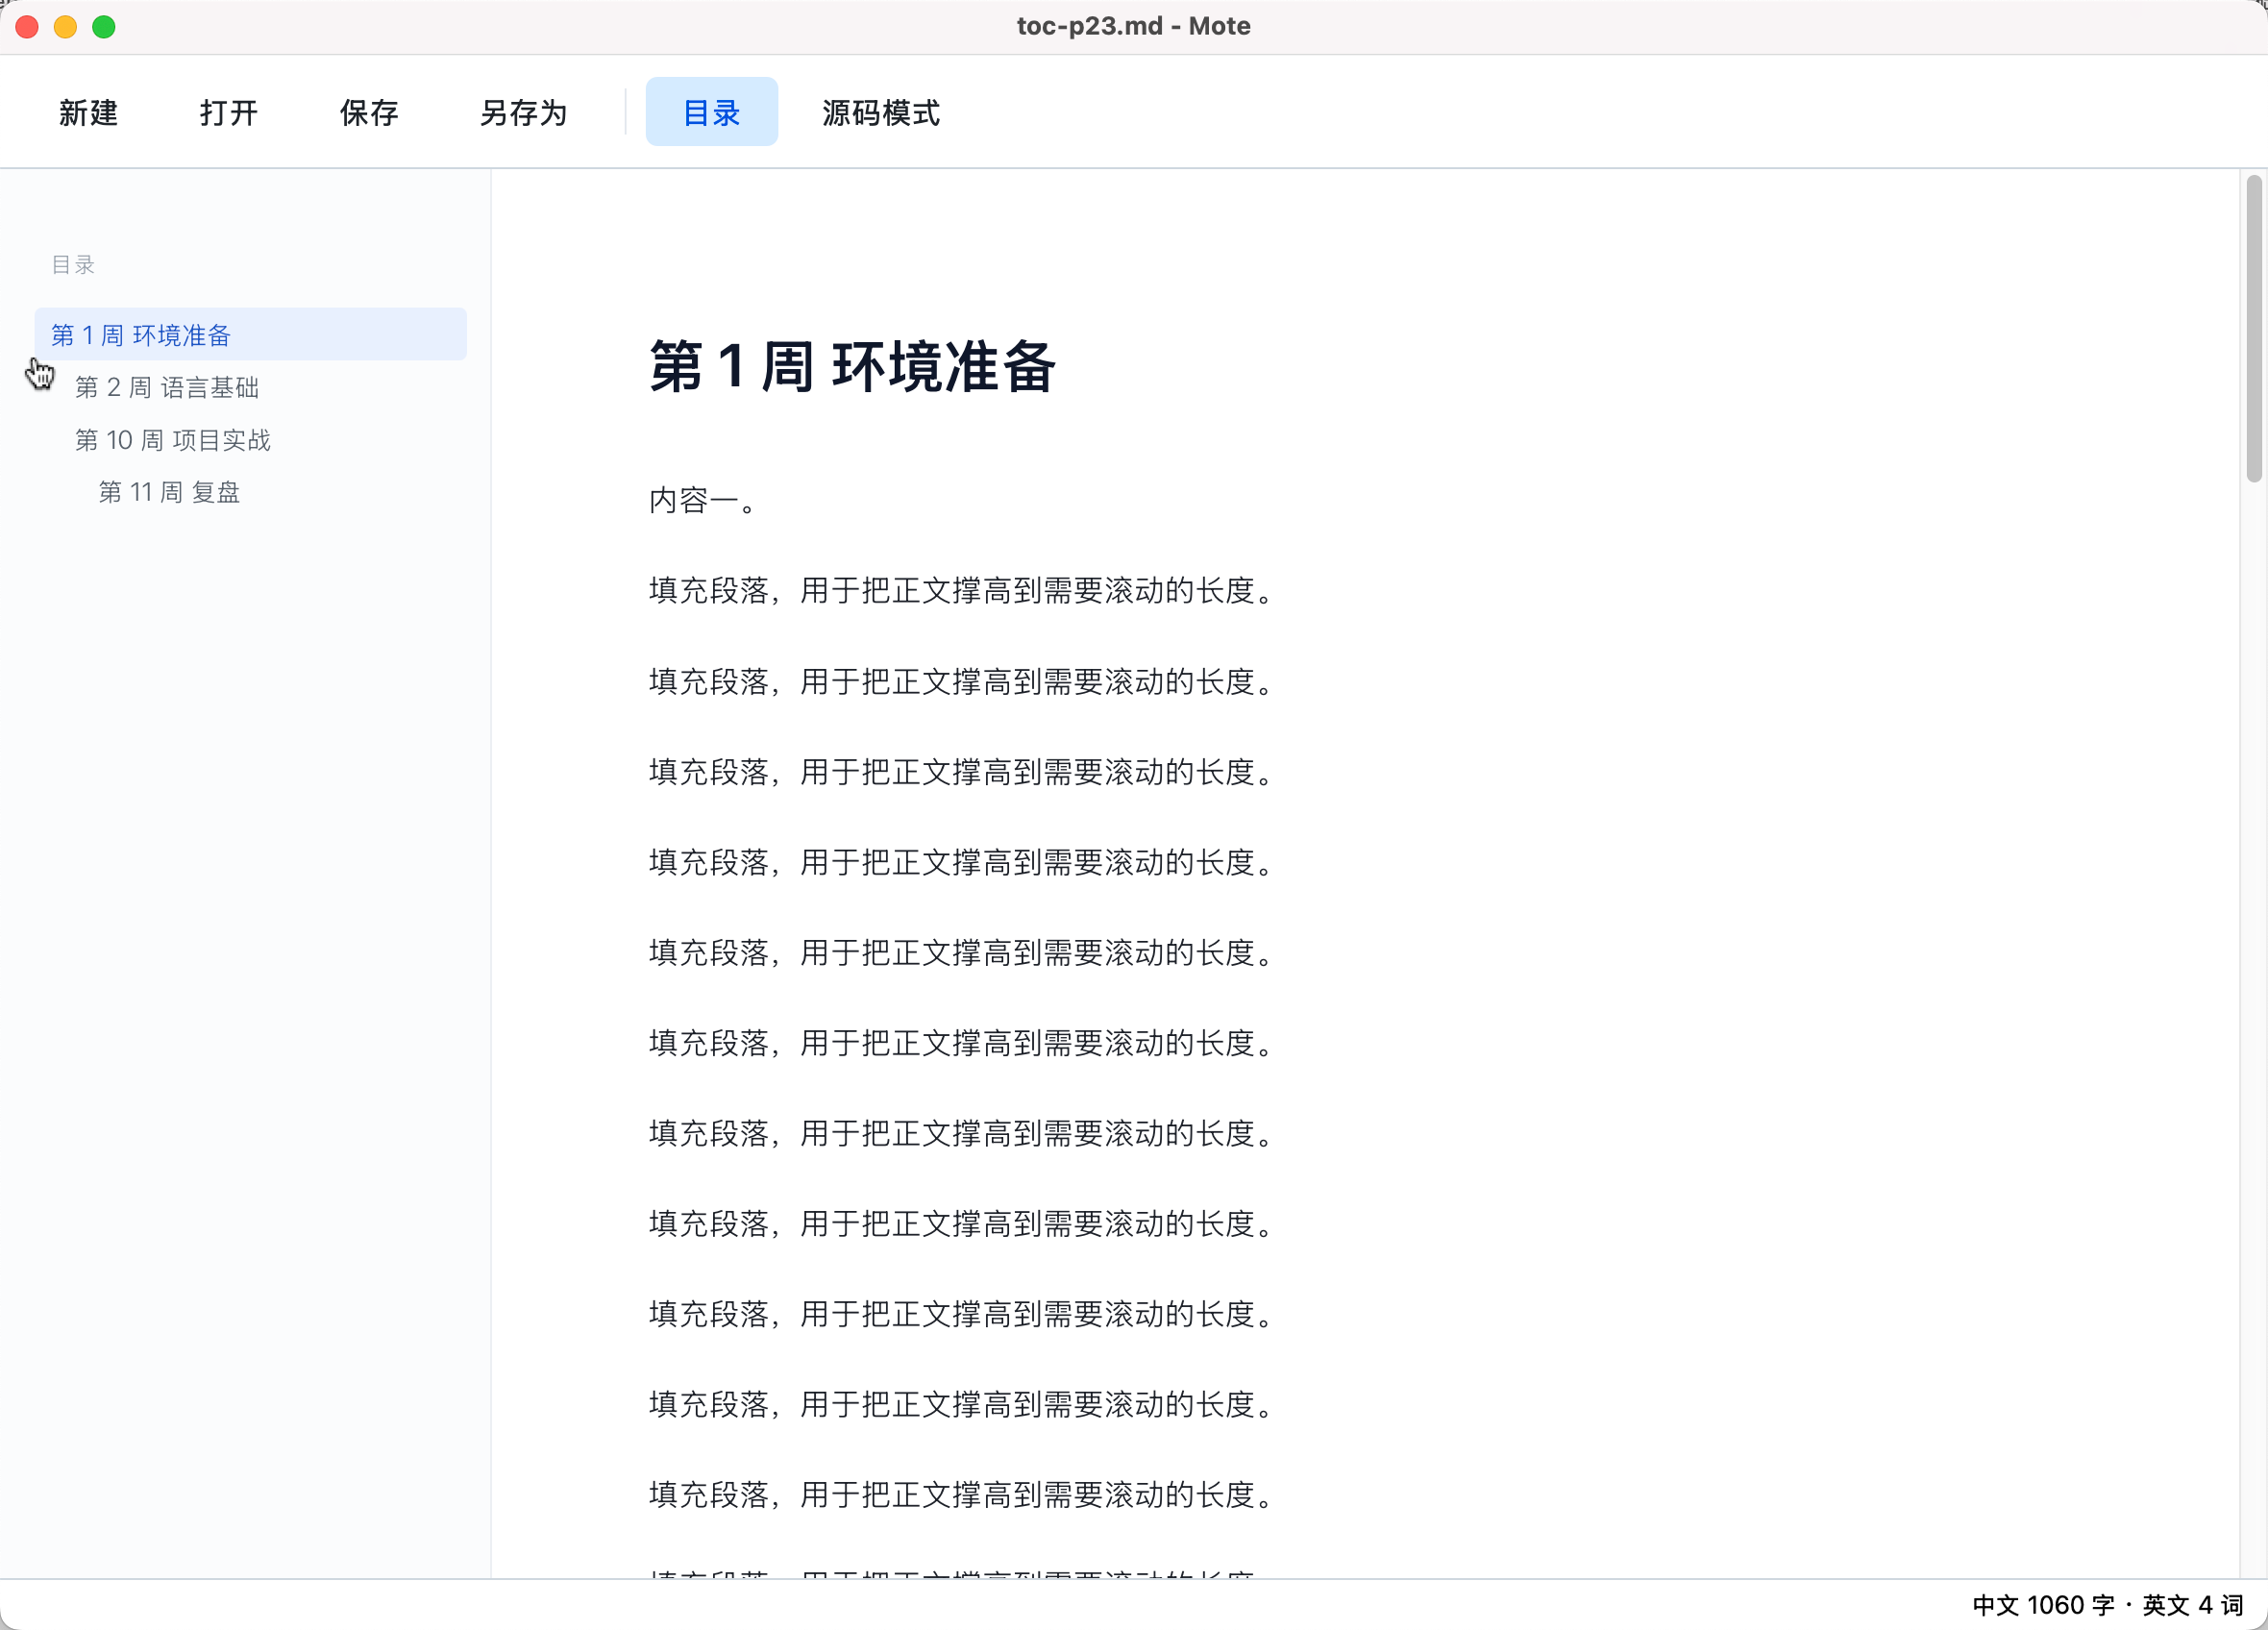 toc-p23.md - Mote
新建 打开 保存 另存为 目录 源码模式
目录
第 1 周 环境准备
第 2 周 语言基础
第 10 周 项目实战
第 11 周 复盘
第 1 周 环境准备
内容一。
填充段落，用于把正文撑高到需要滚动的长度。
填充段落，用于把正文撑高到需要滚动的长度。
填充段落，用于把正文撑高到需要滚动的长度。
填充段落，用于把正文撑高到需要滚动的长度。
填充段落，用于把正文撑高到需要滚动的长度。
填充段落，用于把正文撑高到需要滚动的长度。
填充段落，用于把正文撑高到需要滚动的长度。
填充段落，用于把正文撑高到需要滚动的长度。
填充段落，用于把正文撑高到需要滚动的长度。
填充段落，用于把正文撑高到需要滚动的长度。
填充段落，用于把正文撑高到需要滚动的长度。
中文 1060 字 · 英文 4 词